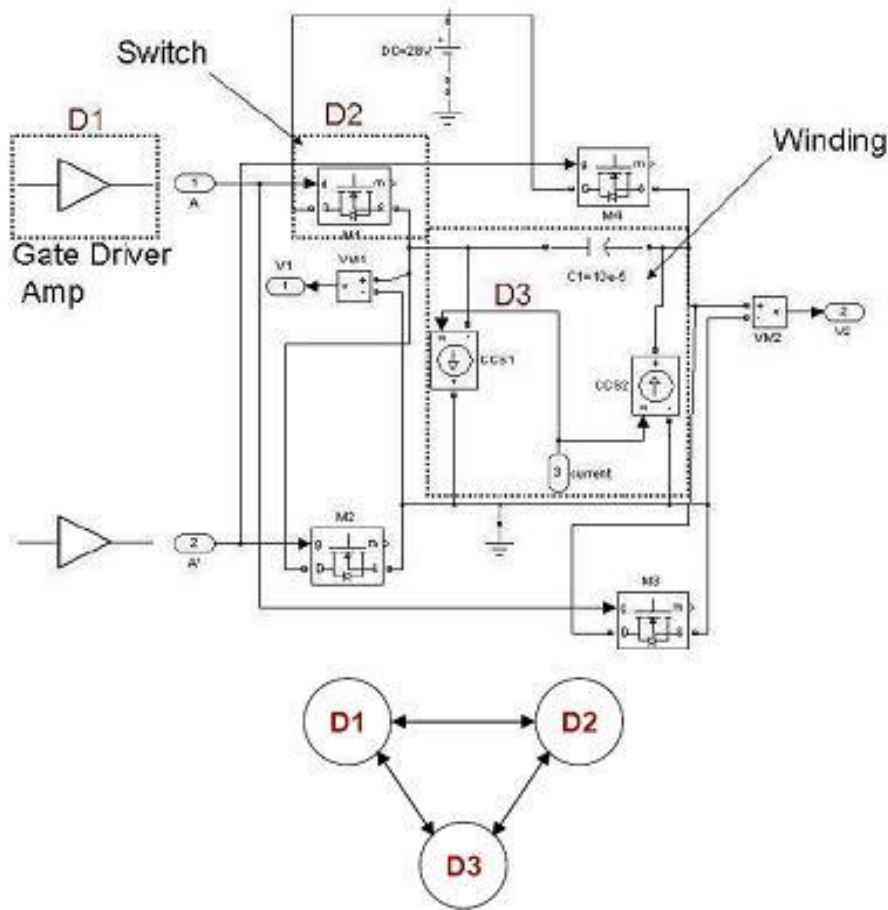 Switch
DC=28V
D1
D2
Winding
g
m
D
S
M4
1
A
g
m
D
S
M1
Gate Driver
Amp
V1
1
VM1
+
-
v
C1=10e-6
D3
CCS1
CCS2
+
-
v
VM2
2
V2
3
current
M2
g
m
D
S
2
A'
M3
g
m
D
S
D1
D2
D3